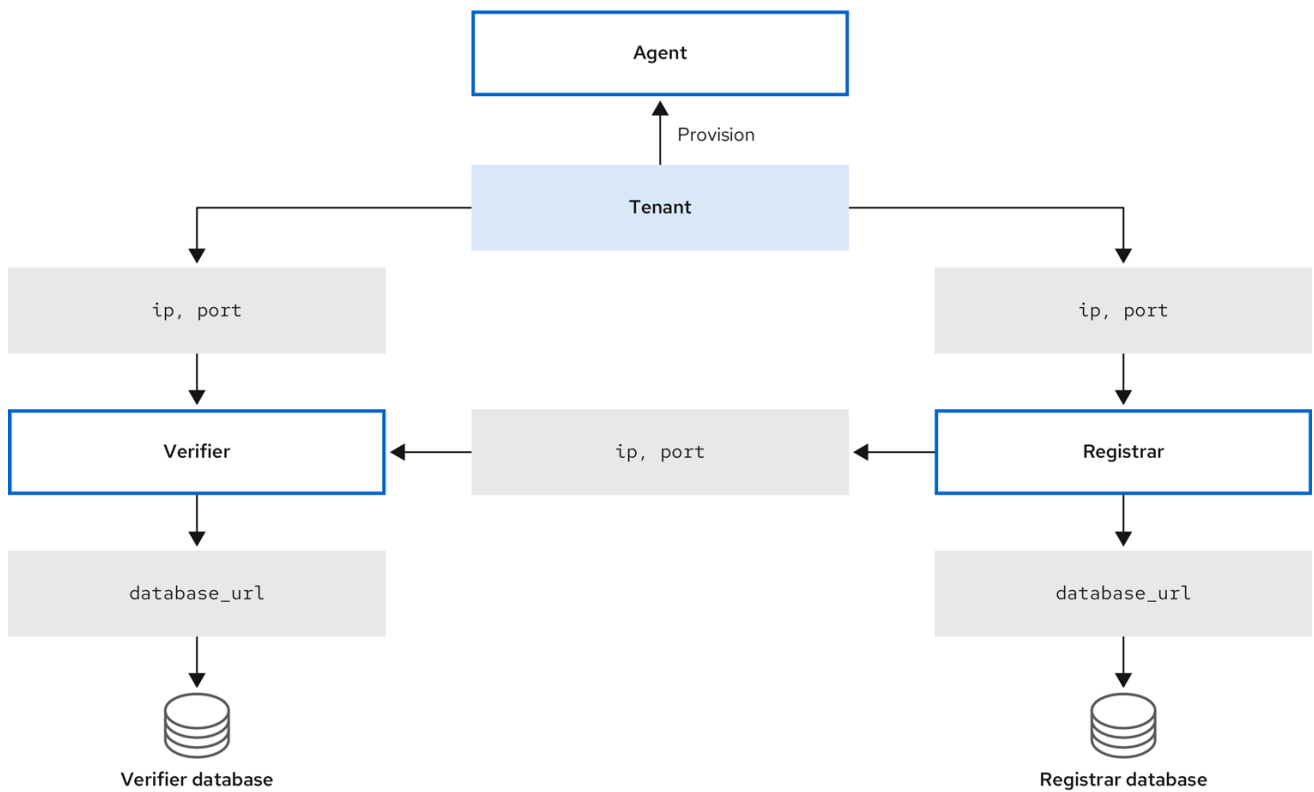 Agent
Provision
Tenant
ip, port
ip, port
Verifier
ip, port
Registrar
database_url
database_url
Verifier database
Registrar database